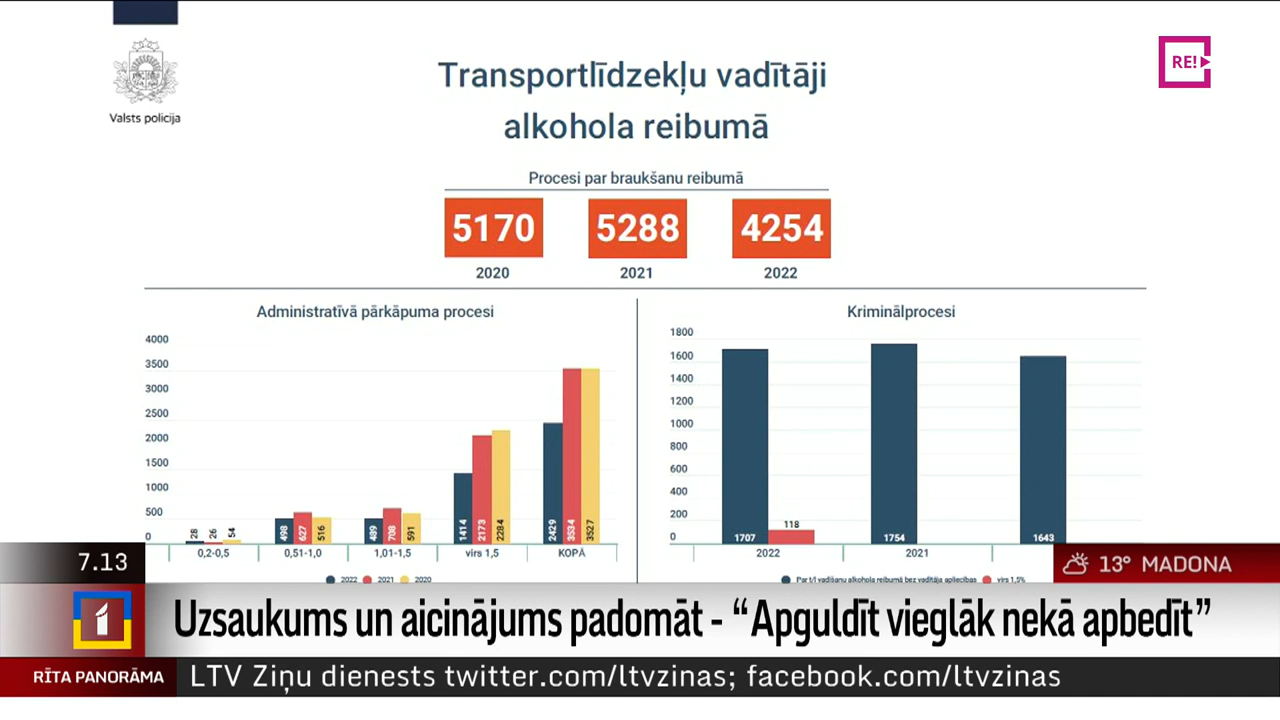 Valsts policija
RE!
Transportlīdzekļu vadītāji
alkohola reibumā
Procesi par braukšanu reibumā
5170 5288 4254
2020 2021 2022
Administratīvā pārkāpuma procesi
4000
3500
3000
2500
2000
1500
1000
500
0
28 26 54
498 627 516
489 708 591
1414 2173 2284
2429 3534 3527
0,2-0,5 0,51-1,0 1,01-1,5 virs 1,5 KOPĀ
2022 2021 2020
Kriminālprocesi
1800
1600
1400
1200
1000
800
600
400
200
0
1707 118 1754 1643
2022 2021
Par t/l vadīšanu alkohola reibumā bez vadītāja apliecības virs 1,5%
7.13
13° MADONA
1
Uzsaukums un aicinājums padomāt - “Apguldīt vieglāk nekā apbedīt”
RĪTA PANORĀMA
LTV Ziņu dienests twitter.com/ltvzinas; facebook.com/ltvzinas